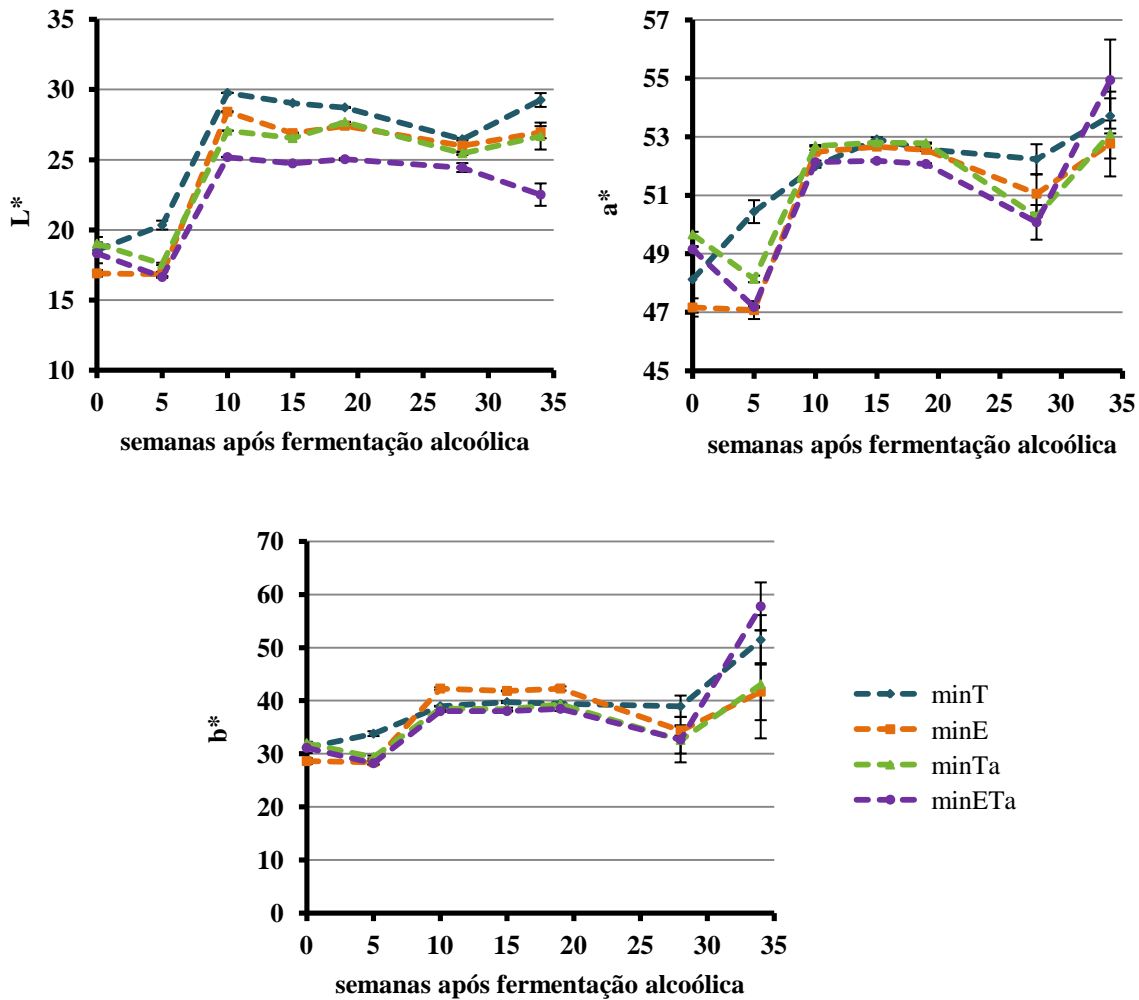 L*
35
30
25
20
15
10
0 5 10 15 20 25 30 35
semanas após fermentação alcoólica
a*
57
55
53
51
49
47
45
0 5 10 15 20 25 30 35
semanas após fermentação alcoólica
b*
70
60
50
40
30
20
10
0
0 5 10 15 20 25 30 35
semanas após fermentação alcoólica
minT
minE
minTa
minETa